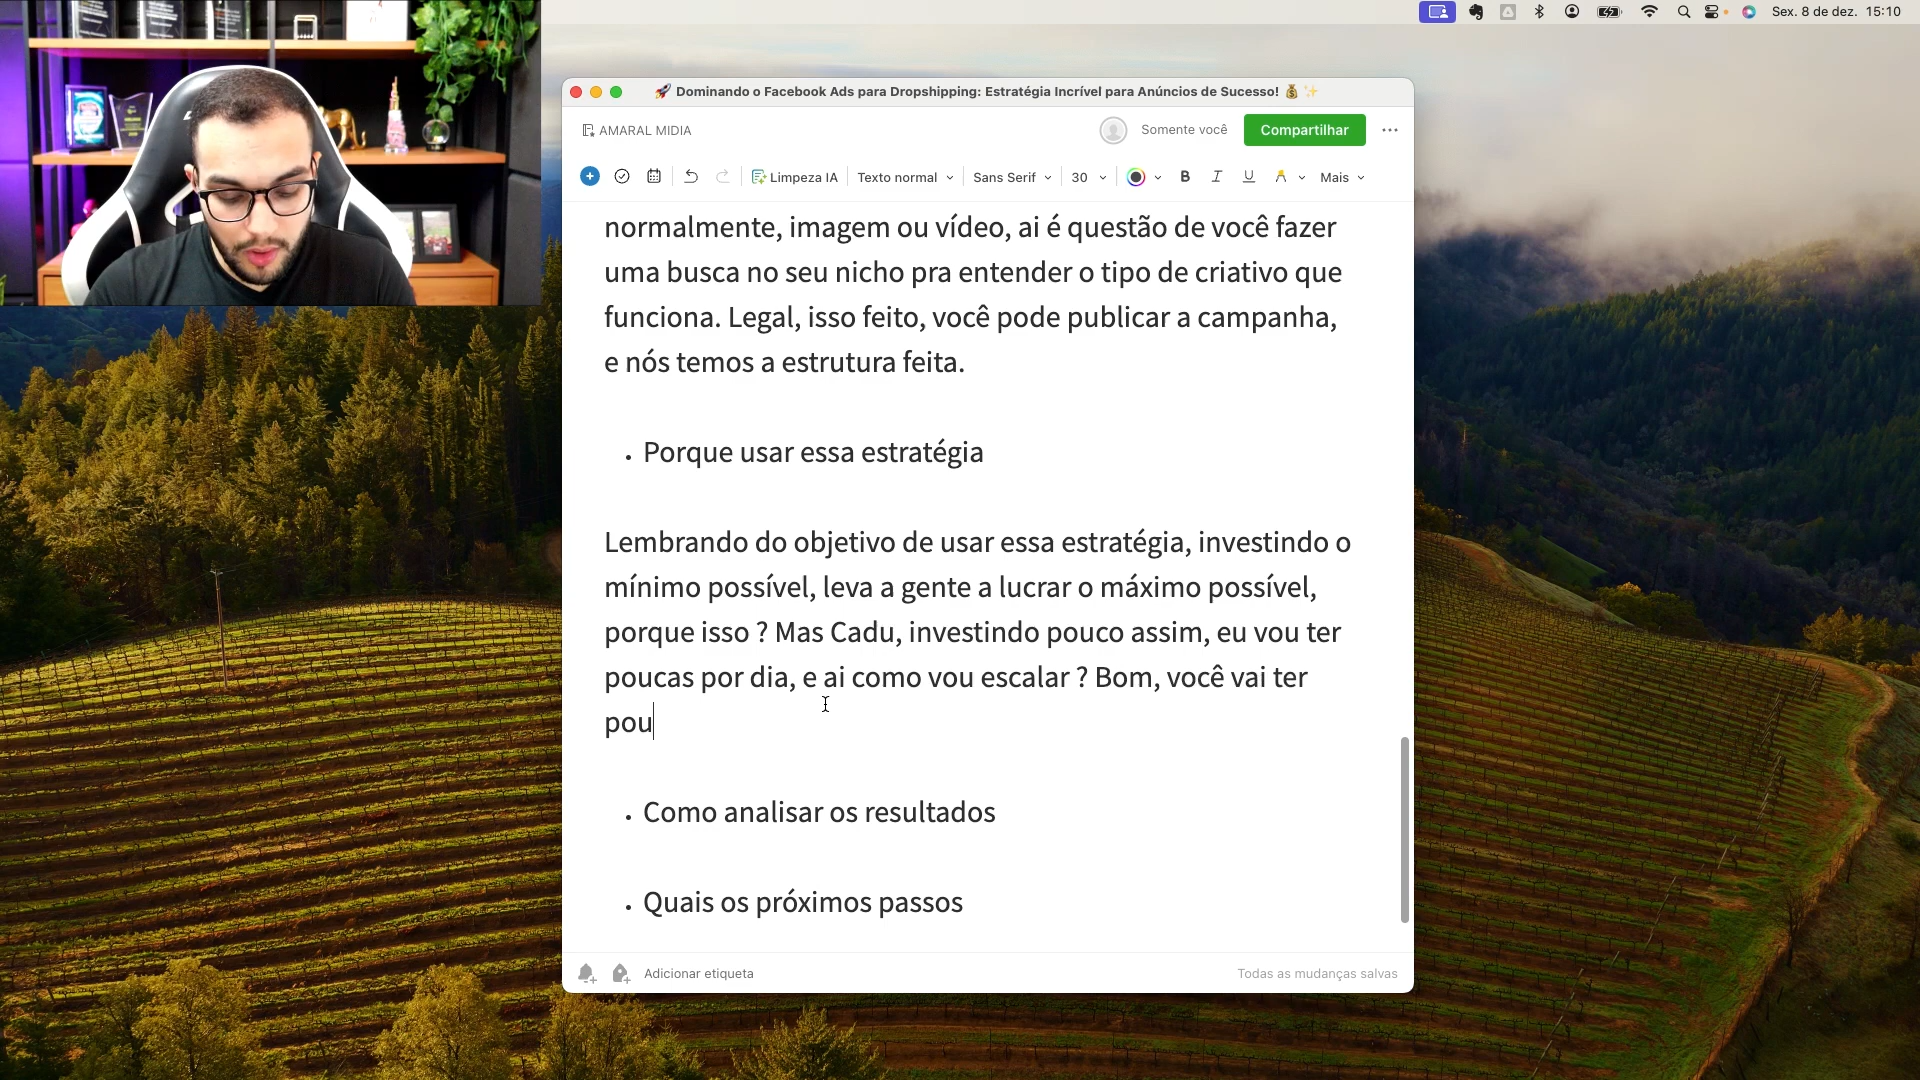 Sex. 8 de dez. 15:10
🚀 Dominando o Facebook Ads para Dropshipping: Estratégia Incrível para Anúncios de Sucesso! 💰 ✨
AMARAL MIDIA
Somente você
Compartilhar
Limpeza IA
Texto normal
Sans Serif
30
B
I
U
Mais
normalmente, imagem ou vídeo, ai é questão de você fazer
uma busca no seu nicho pra entender o tipo de criativo que
funciona. Legal, isso feito, você pode publicar a campanha,
e nós temos a estrutura feita.
• Porque usar essa estratégia
Lembrando do objetivo de usar essa estratégia, investindo o
mínimo possível, leva a gente a lucrar o máximo possível,
porque isso ? Mas Cadu, investindo pouco assim, eu vou ter
poucas por dia, e ai como vou escalar ? Bom, você vai ter
pou
• Como analisar os resultados
• Quais os próximos passos
Adicionar etiqueta
Todas as mudanças salvas